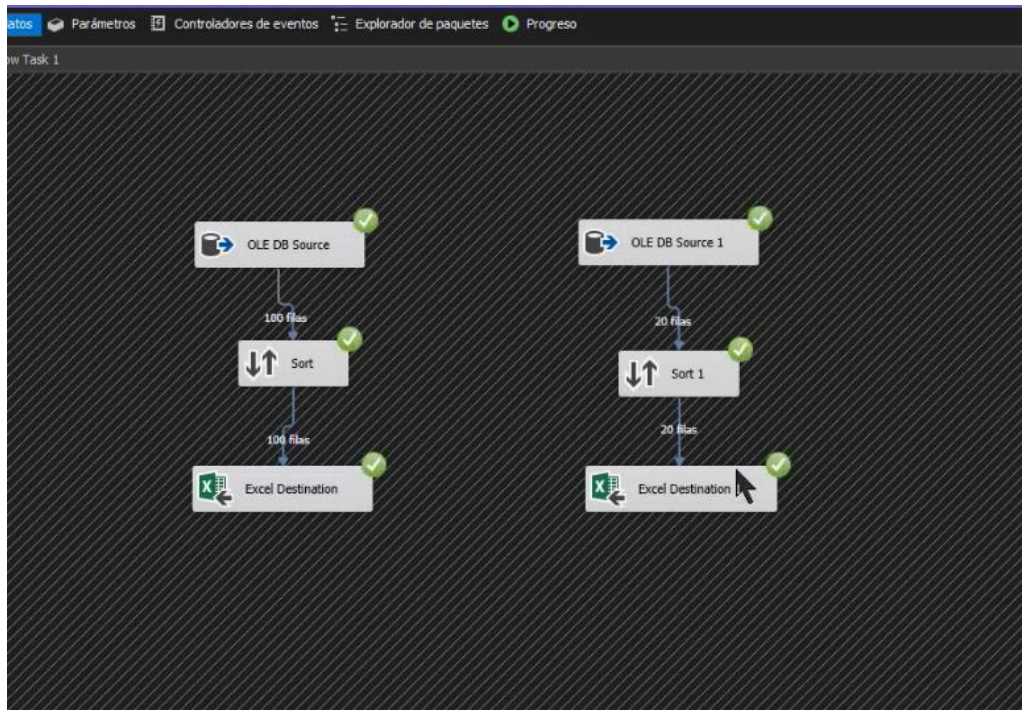 atos Parámetros Controladores de eventos Explorador de paquetes Progreso
ow Task 1
OLE DB Source
OLE DB Source 1
100 filas
20 filas
Sort
Sort 1
100 filas
20 filas
Excel Destination
Excel Destination